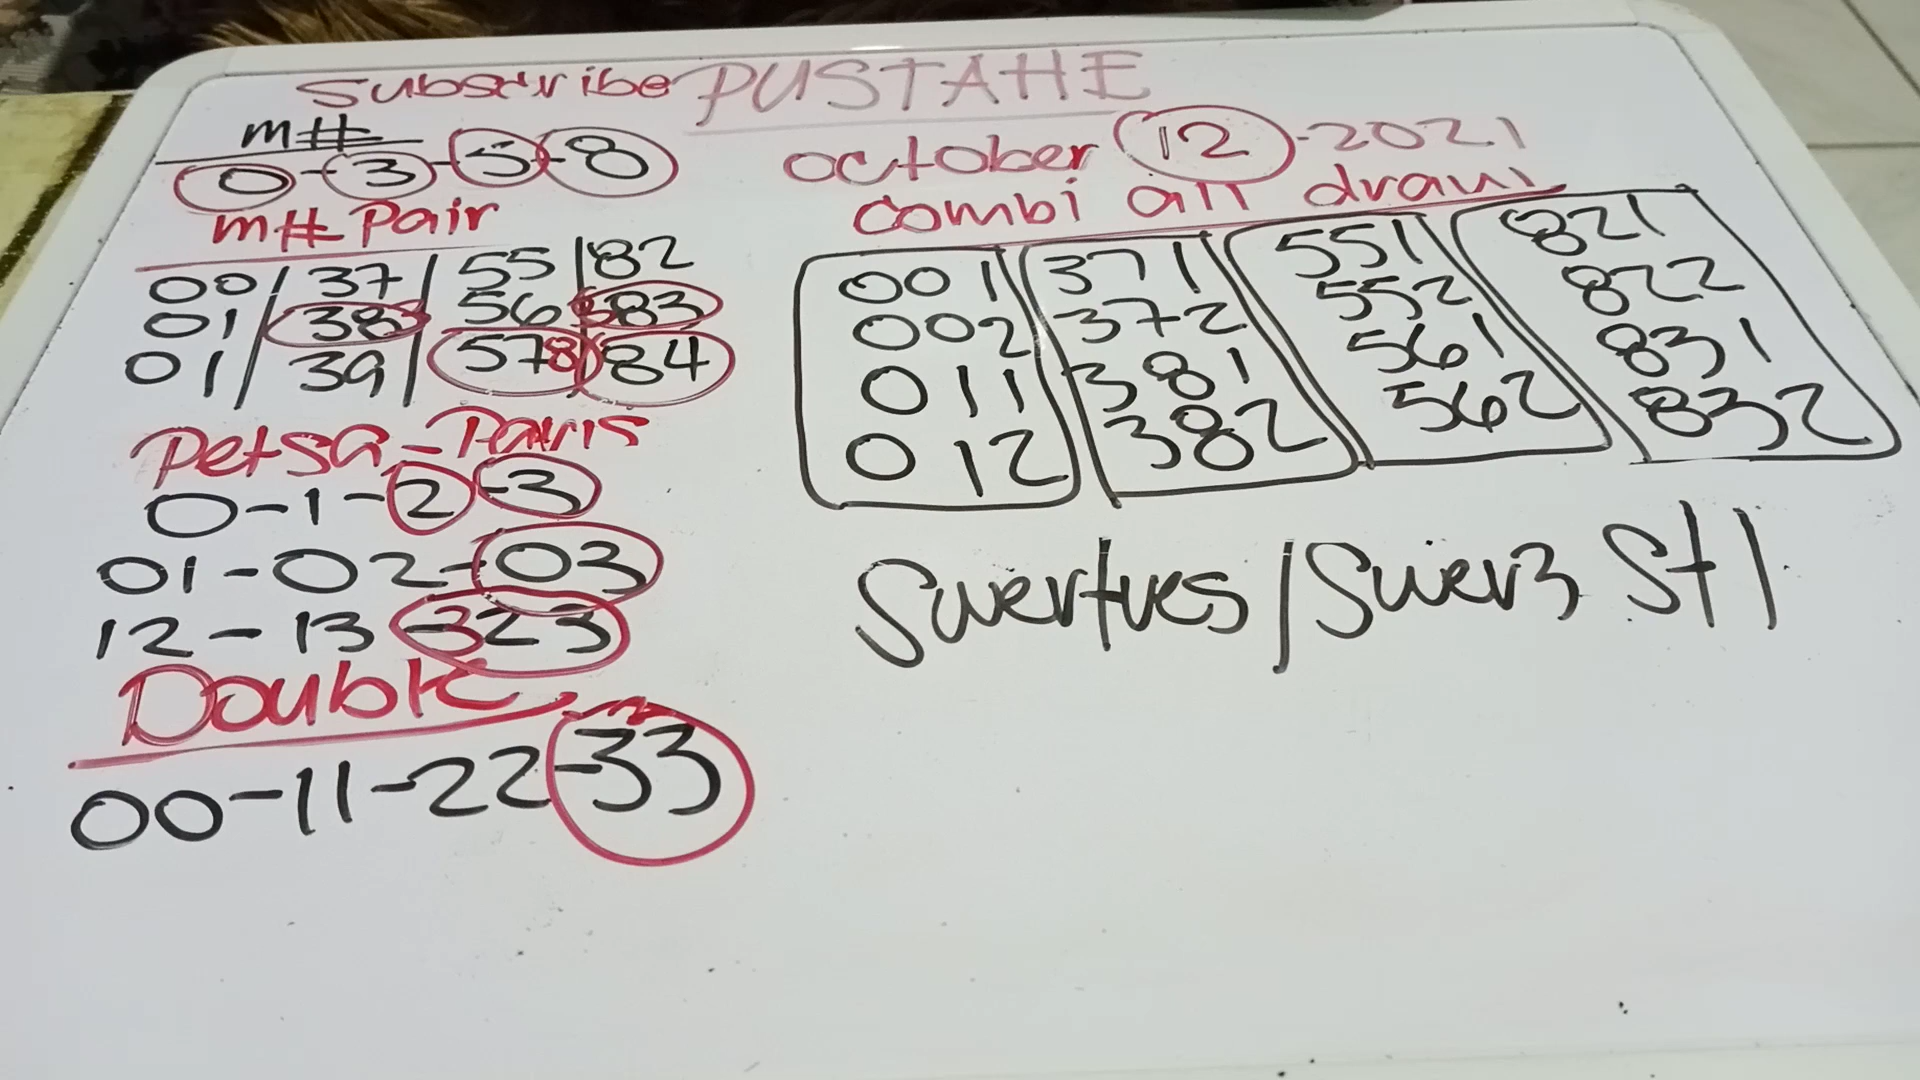 Subscribe PUSTAHE
m#
0-3-5-8
m# Pair
00 | 37 | 55 | 82
01 | 38 | 56 | 83
01 | 39 | 578 | 84
Petsa-Pairis
0-1-2-3
01-02-03
12-13-323
Double
00-11-22-33
october 12-2021
combi all draw
001 371 551 821
002 372 552 822
011 381 561 831
012 382 562 832
Swertres/Swer3 Stl